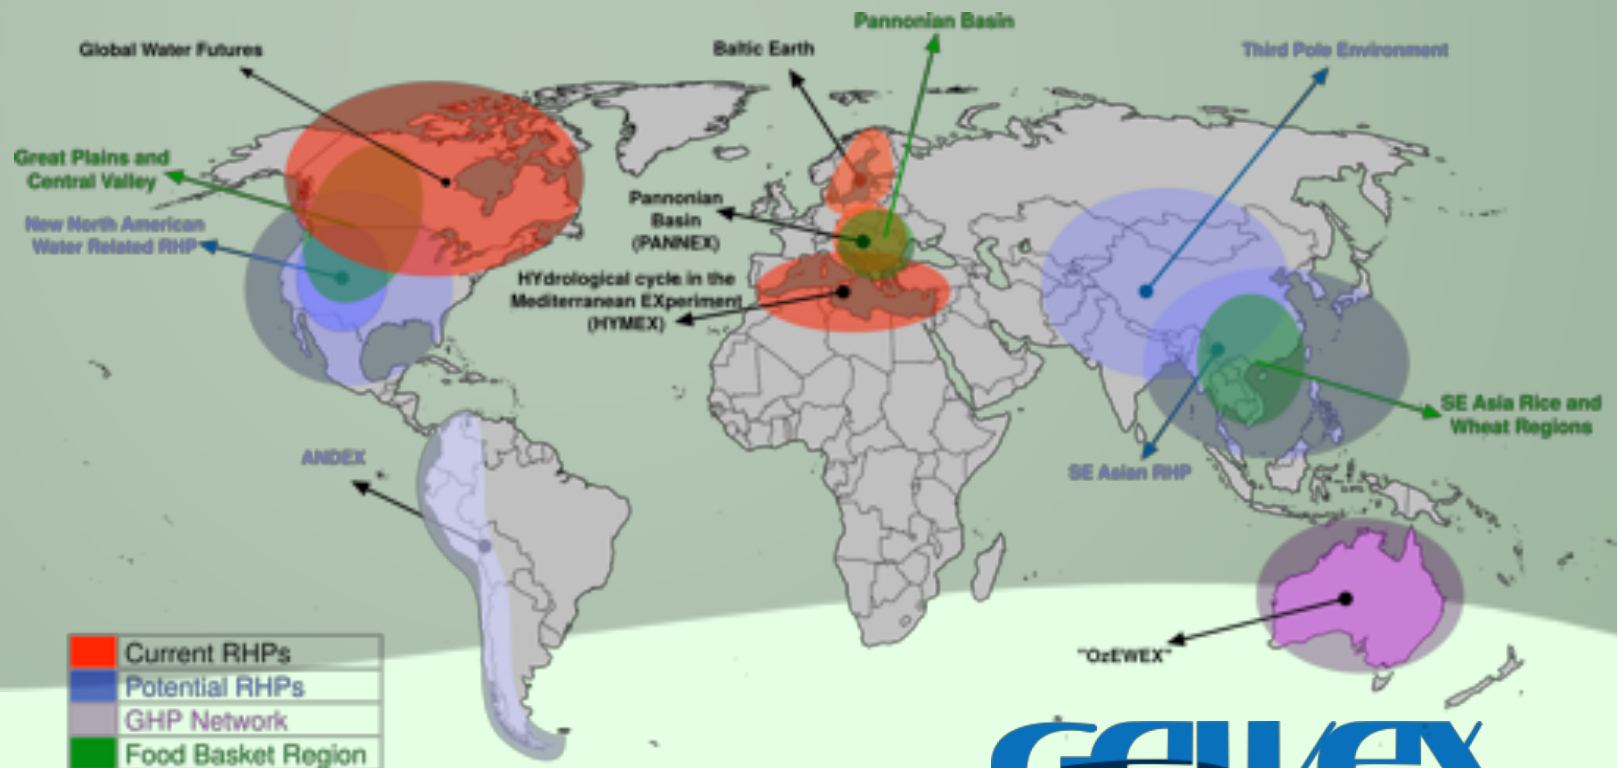 Pannonian Basin
Global Water Futures
Baltic Earth
Third Pole Environment
Great Plains and
Central Valley
New North American
Water Related RHP
Pannonian
Basin
(PANNEX)
HYdrological cycle in the
Mediterranean EXperiment
(HYMEX)
SE Asia Rice and
Wheat Regions
SE Asian RHP
ANDEX
"OzEWEX"
Current RHPs
Potential RHPs
GHP Network
Food Basket Region
GEWEX